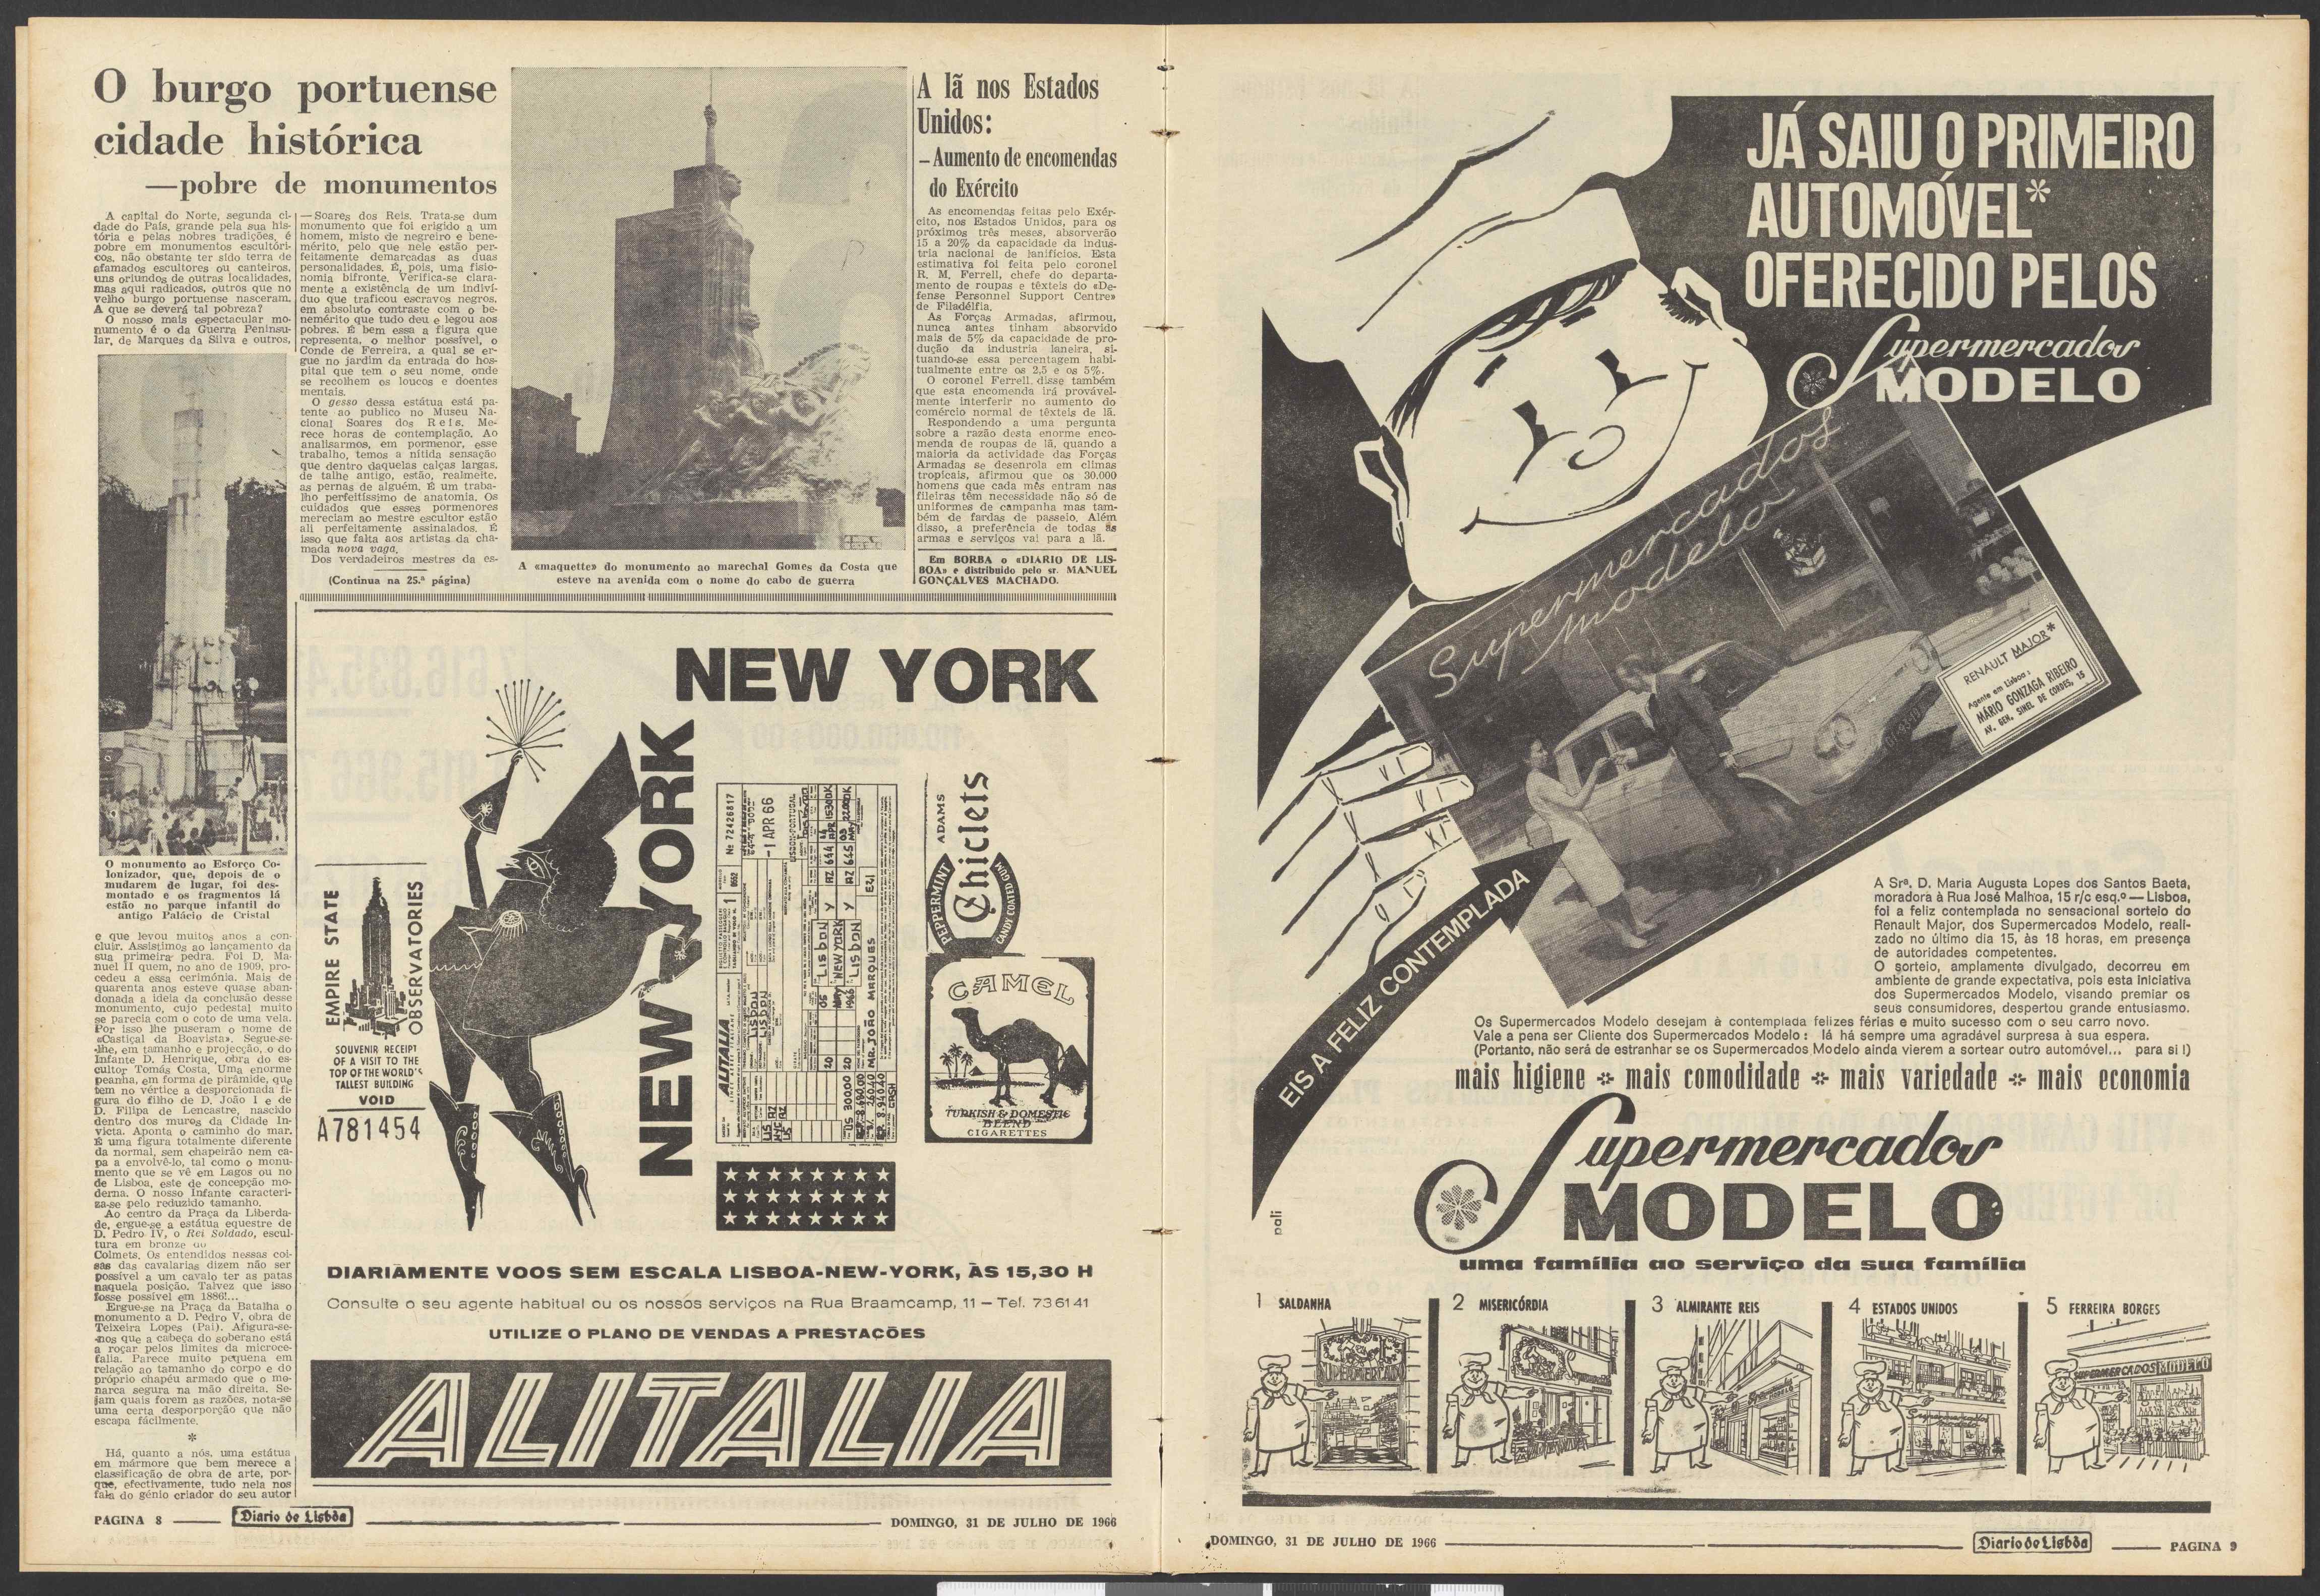 O burgo portuense
cidade histórica
—pobre de monumentos
A capital do Norte, segunda ci-
dade do País, grande pela sua his-
tória e pelas nobres tradições, é
pobre em monumentos escultóri-
cos, não obstante ter sido terra de
afamados escultores ou canteiros,
uns oriundos de outras localidades,
mas aqui radicados, outros que no
velho burgo portuense nasceram.
A que se deverá tal pobreza?
O nosso mais espectacular mo-
numento é o da Guerra Peninsu-
lar, de Marques da Silva e outros,
O monumento ao Esforço Co-
lonizador, que, depois de o
mudarem de lugar, foi des-
montado e os fragmentos lá
estão no parque infantil do
antigo Palácio de Cristal
e que levou muitos anos a con-
cluir. Assistimos ao lançamento da
sua primeira pedra. Foi D. Ma-
nuel II quem, no ano de 1909, pro-
cedeu a essa cerimónia. Mais de
quarenta anos esteve quase aban-
donada a ideia da conclusão desse
monumento, cujo pedestal muito
se parecia com o coto de uma vela.
Por isso lhe puseram o nome de
«Castiçal da Boavista». Segue-se-
-lhe, em tamanho e projecção, o do
Infante D. Henrique, obra do es-
cultor Tomás Costa. Uma enorme
peanha, em forma de pirâmide, que
tem no vértice a desporcionada fi-
gura do filho de D. João I e de
D. Filipa de Lencastre, nascido
dentro dos muros da Cidade In-
victa. Aponta o caminho do mar.
É uma figura totalmente diferente
da normal, sem chapeirão nem ca-
pa a envolvê-lo, tal como o monu-
mento que se vê em Lagos ou no
de Lisboa, este de concepção mo-
derna. O nosso Infante caracteri-
za-se pelo reduzido tamanho.
Ao centro da Praça da Liberda-
de, ergue-se a estátua equestre de
D. Pedro IV, o Rei Soldado, escul-
tura em bronze
Colmets. Os entendidos nessas coi-
sas das cavalarias dizem não ser
possível a um cavalo ter as patas
naquela posição. Talvez que isso
fosse possível em 1886!...
Ergue-se na Praça da Batalha o
monumento a D. Pedro V, obra de
Teixeira Lopes (Pai). Afigura-se-
-nos que a cabeça do soberano está
a roçar pelos limites da microce-
falia. Parece muito pequena em
relação ao tamanho do corpo e do
próprio chapéu armado que o mo-
narca segura na mão direita. Se-
jam quais forem as razões, nota-se
uma certa desporporção que não
escapa fàcilmente.
*
Há, quanto a nós, uma estátua
em mármore que bem merece a
classificação de obra de arte, por-
que, efectivamente, tudo nela nos
fala do génio criador do seu autor
—Soares dos Reis. Trata-se dum
monumento que foi erigido a um
homem, misto de negreiro e bene-
mérito, pelo que nele estão per-
feitamente demarcadas as duas
personalidades. É, pois, uma fisio-
nomia bifronte. Verifica-se clara-
mente a existência de um indiví-
duo que traficou escravos negros,
em absoluto contraste com o be-
nemérito que tudo deu e legou aos
pobres. É bem essa a figura que
representa, o melhor possível, o
Conde de Ferreira, a qual se er-
gue no jardim da entrada do hos-
pital que tem o seu nome, onde
se recolhem os loucos e doentes
mentais.
O gesso dessa estátua está pa-
tente ao publico no Museu Na-
cional Soares dos Reis. Me-
rece horas de contemplação. Ao
analisarmos, em pormenor, esse
trabalho, temos a nítida sensação
que dentro daquelas calças largas,
de talhe antigo, estão, realmeite,
as pernas de alguém. É um traba-
lho perfeitíssimo de anatomia. Os
cuidados que esses pormenores
mereciam ao mestre escultor estão
ali perfeitamente assinalados. É
isso que falta aos artistas da cha-
mada nova vaga.
Dos verdadeiros mestres da es-
(Continua na 25.ª página)
A «maquette» do monumento ao marechal Gomes da Costa que
esteve na avenida com o nome do cabo de guerra
A lã nos Estados
Unidos:
– Aumento de encomendas
do Exército
As encomendas feitas pelo Exér-
cito, nos Estados Unidos, para os
próximos três meses, absorverão
15 a 20% da capacidade da indus-
tria nacional de lanifícios. Esta
estimativa foi feita pelo coronel
R. M. Ferrell, chefe do departa-
mento de roupas e têxteis do «De-
fense Personnel Support Centre»
de Filadélfia.
As Forças Armadas, afirmou,
nunca antes tinham absorvido
mais de 5% da capacidade de pro-
dução da industria laneira, si-
tuando-se essa percentagem habi-
tualmente entre os 2,5 e os 5%.
O coronel Ferrell, disse também
que esta encomenda irá provàvel-
mente interferir no aumento do
comércio normal de têxteis de lã.
Respondendo a uma pergunta
sobre a razão desta enorme enco-
menda de roupas de lã, quando a
maioria da actividade das Forças
Armadas se desenrola em climas
tropicais, afirmou que os 30.000
homens que cada mês entram nas
fileiras têm necessidade não só de
uniformes de campanha mas tam-
bém de fardas de passeio. Além
disso, a preferência de todas as
armas e serviços vai para a lã.
Em BORBA o «DIARIO DE LIS-
BOA» e distribuido pelo sr. MANUEL
GONÇALVES MACHADO.
NEW YORK
NEW YORK
EMPIRE STATE
OBSERVATORIES
SOUVENIR RECEIPT
OF A VISIT TO THE
TOP OF THE WORLD'S
TALLEST BUILDING
VOID
A781454
ALITALIA
Nº 72426817
-1 APR 66
LISBON-PORTUGAL
LISBON
NEW YORK
LISBON
MR. JOÃO MARQUES
CASH
ADAMS
Chiclets
PEPPERMINT
CANDY COATED GUM
CAMEL
TURKISH & DOMESTIC
BLEND
CIGARETTES
DIARIAMENTE VOOS SEM ESCALA LISBOA-NEW-YORK, ÀS 15,30 H
Consulte o seu agente habitual ou os nossos serviços na Rua Braamcamp, 11 – Tel. 736141
UTILIZE O PLANO DE VENDAS A PRESTAÇÕES
ALITALIA
PAGINA 8
Diario de Lisbôa
DOMINGO, 31 DE JULHO DE 1966
JÁ SAIU O PRIMEIRO
AUTOMÓVEL*
OFERECIDO PELOS
Supermercados
MODELO
Supermercados
modelo
RENAULT MAJOR*
Agente em Lisboa:
MÁRIO GONZAGA RIBEIRO
AV. GEN. SINEL DE CORDES, 15
EIS A FELIZ CONTEMPLADA
A Srª. D. Maria Augusta Lopes dos Santos Baeta,
moradora à Rua José Malhoa, 15 r/c esq.º — Lisboa,
foi a feliz contemplada no sensacional sorteio do
Renault Major, dos Supermercados Modelo, reali-
zado no último dia 15, às 18 horas, em presença
de autoridades competentes.
O sorteio, amplamente divulgado, decorreu em
ambiente de grande expectativa, pois esta iniciativa
dos Supermercados Modelo, visando premiar os
seus consumidores, despertou grande entusiasmo.
Os Supermercados Modelo desejam à contemplada felizes férias e muito sucesso com o seu carro novo.
Vale a pena ser Cliente dos Supermercados Modelo : lá há sempre uma agradável surpresa à sua espera.
(Portanto, não será de estranhar se os Supermercados Modelo ainda vierem a sortear outro automóvel... para si !)
mais higiene * mais comodidade * mais variedade * mais economia
Supermercados
MODELO
pali
uma família ao serviço da sua família
1 SALDANHA
2 MISERICÓRDIA
3 ALMIRANTE REIS
4 ESTADOS UNIDOS
5 FERREIRA BORGES
SUPERMERCADO
SUPERMERCADOS MODELO
DOMINGO, 31 DE JULHO DE 1966
Diario de Lisbôa
PAGINA 9